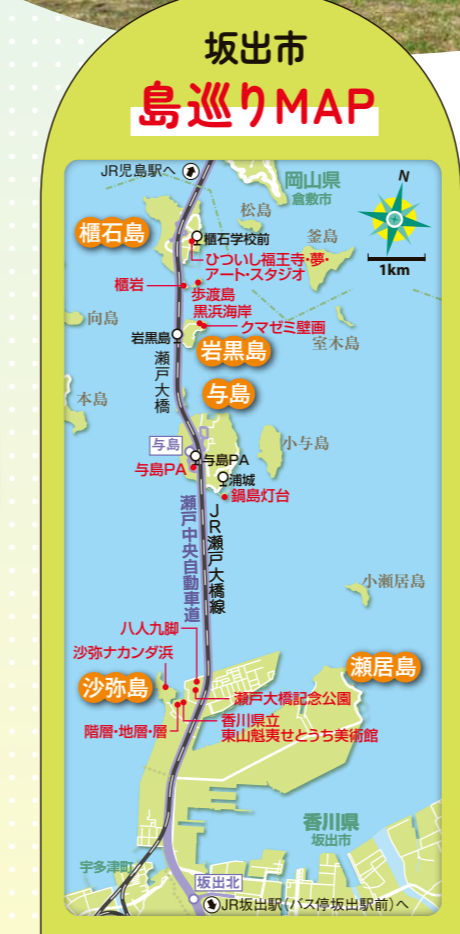 坂出市
島巡りMAP
JR児島駅へ
岡山県
倉敷市
N
1km
松島
釜島
櫃石島
櫃石学校前
ひついし福王寺・夢・
アート・スタジオ
櫃岩
歩渡島
黒浜海岸
クマゼミ壁画
向島
岩黒島
岩黒島
室木島
瀬戸大橋
与島
本島
与島
小与島
与島PA
与島PA
浦城
鍋島灯台
JR瀬戸大橋線
瀬戸中央自動車道
小瀬居島
八人九脚
沙弥ナカンダ浜
瀬居島
沙弥島
瀬戸大橋記念公園
階層・地層・層
香川県立
東山魁夷せとうち美術館
香川県
坂出市
宇多津町
坂出北
JR坂出駅(バス停坂出駅前)へ